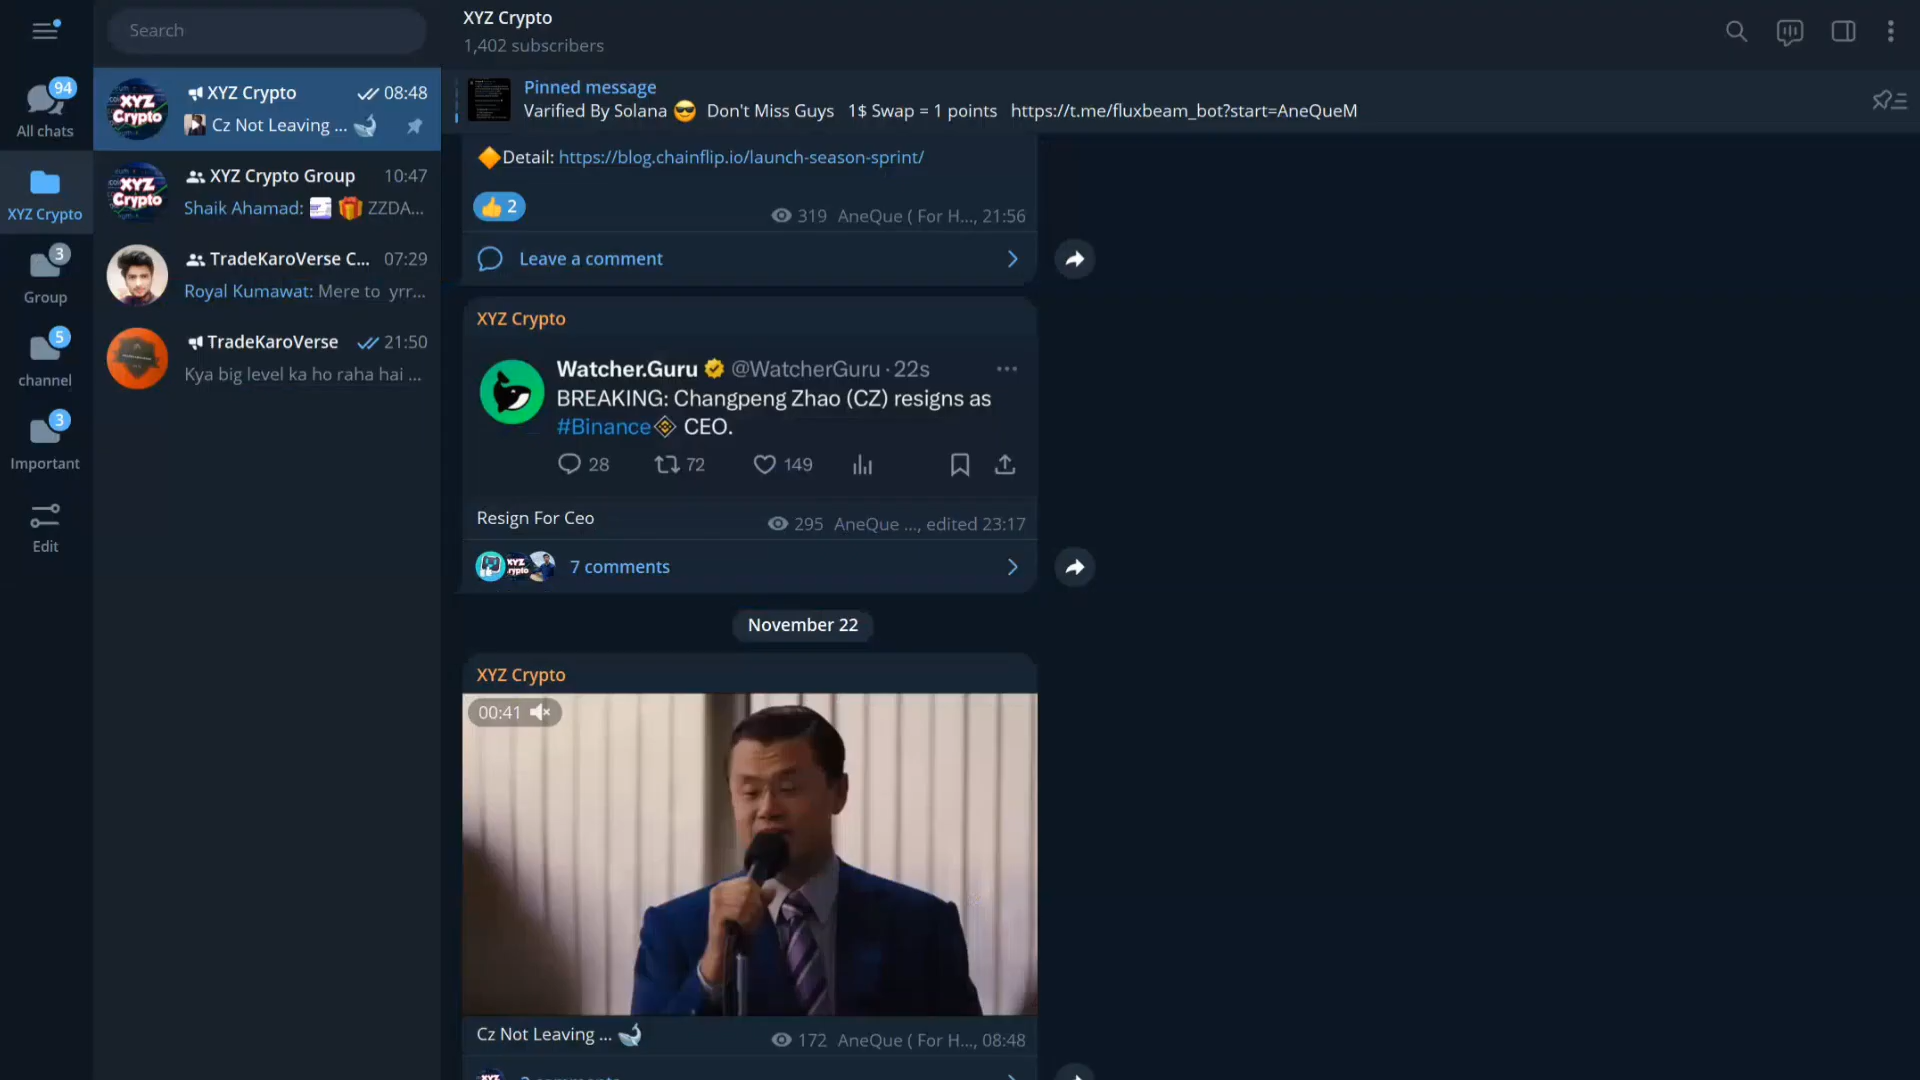 Search
94
All chats
XYZ Crypto
3
Group
5
channel
3
Important
Edit
XYZ Crypto
08:48
Cz Not Leaving ... 🐳
XYZ Crypto Group
10:47
Shaik Ahamad: 🎁 ZZDA...
TradeKaroVerse C...
07:29
Royal Kumawat: Mere to yrr...
TradeKaroVerse
21:50
Kya big level ka ho raha hai ...
XYZ Crypto
1,402 subscribers
Pinned message
Varified By Solana 😎 Don't Miss Guys 1$ Swap = 1 points https://t.me/fluxbeam_bot?start=AneQueM
🔶Detail: https://blog.chainflip.io/launch-season-sprint/
👍 2
319 AneQue ( For H..., 21:56
Leave a comment
XYZ Crypto
Watcher.Guru @WatcherGuru · 22s
BREAKING: Changpeng Zhao (CZ) resigns as
#Binance CEO.
28 72 149
Resign For Ceo
295 AneQue ..., edited 23:17
7 comments
November 22
XYZ Crypto
00:41
Cz Not Leaving ... 🐳
172 AneQue ( For H..., 08:48